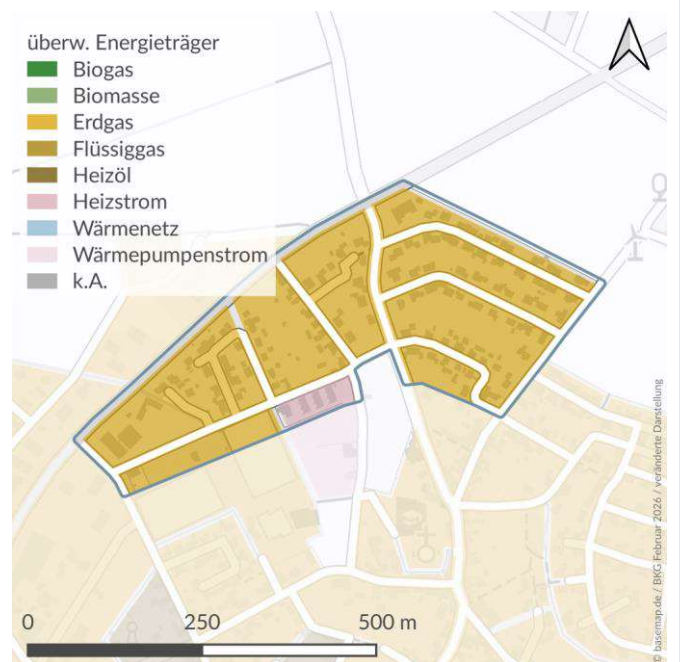 überw. Energieträger
Biogas
Biomasse
Erdgas
Flüssiggas
Heizöl
Heizstrom
Wärmenetz
Wärmepumpenstrom
k.A.
0 250 500 m
© basemap.de / BKG Februar 2026 / veränderte Darstellung